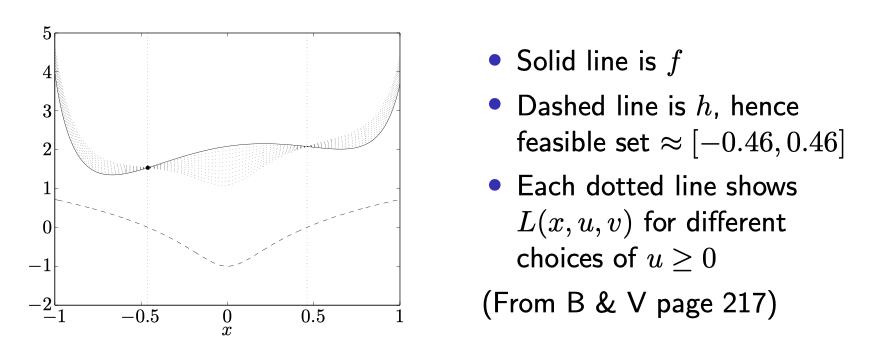 5
4
3
2
1
0
−1
−2
−1 −0.5 0 0.5 1
x
• Solid line is f
• Dashed line is h, hence
feasible set ≈ [−0.46, 0.46]
• Each dotted line shows
L(x, u, v) for different
choices of u ≥ 0
(From B & V page 217)